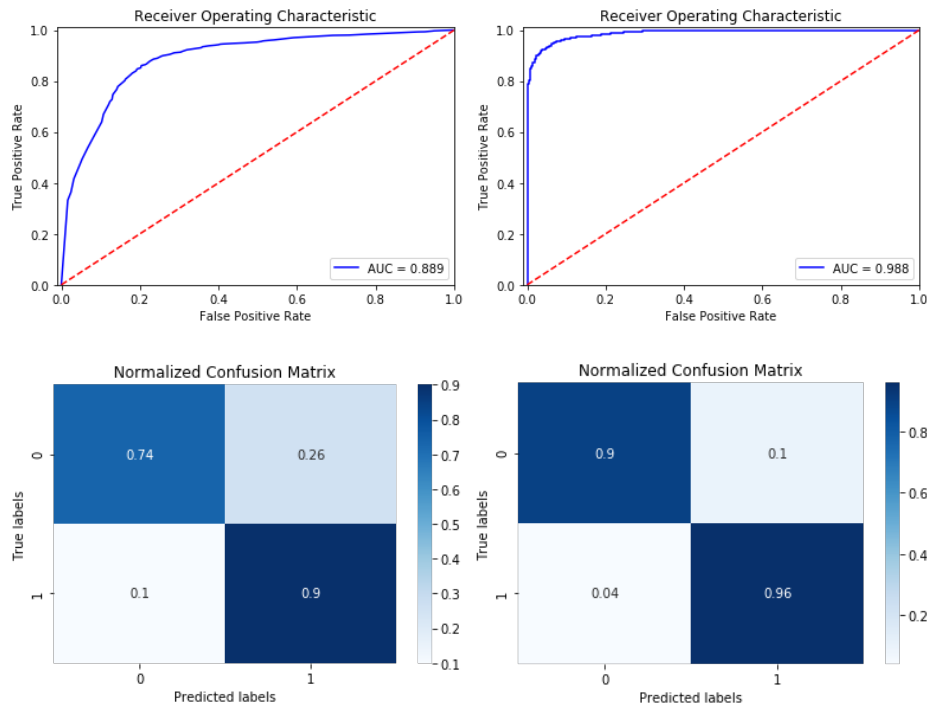 Receiver Operating Characteristic
1.0
0.8
0.6
0.4
0.2
0.0
True Positive Rate
AUC = 0.889
0.0 0.2 0.4 0.6 0.8 1.0
False Positive Rate
Receiver Operating Characteristic
1.0
0.8
0.6
0.4
0.2
0.0
True Positive Rate
AUC = 0.988
0.0 0.2 0.4 0.6 0.8 1.0
False Positive Rate
Normalized Confusion Matrix
True labels
0
0.74 0.26
1
0.1 0.9
0 1
Predicted labels
0.9
0.8
0.7
0.6
0.5
0.4
0.3
0.2
0.1
Normalized Confusion Matrix
True labels
0
0.9 0.1
1
0.04 0.96
0 1
Predicted labels
0.8
0.6
0.4
0.2